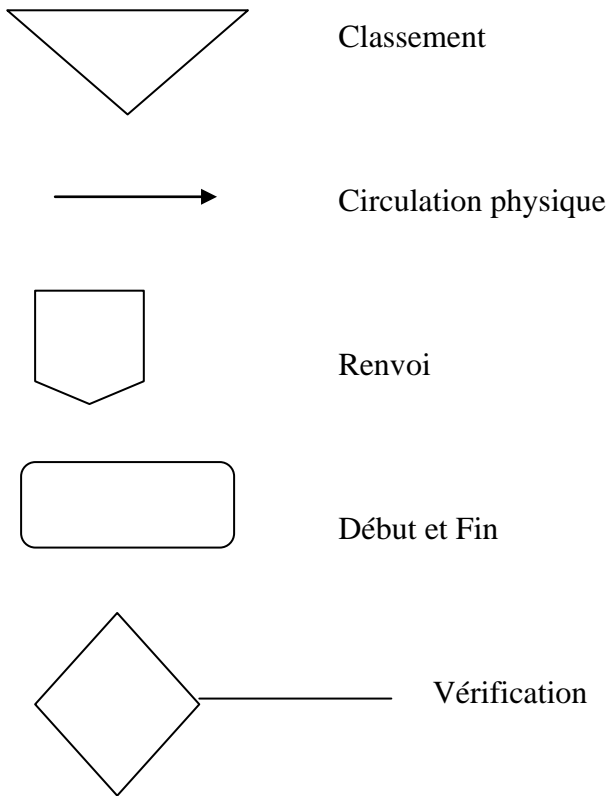 Classement
Circulation physique
Renvoi
Début et Fin
Vérification